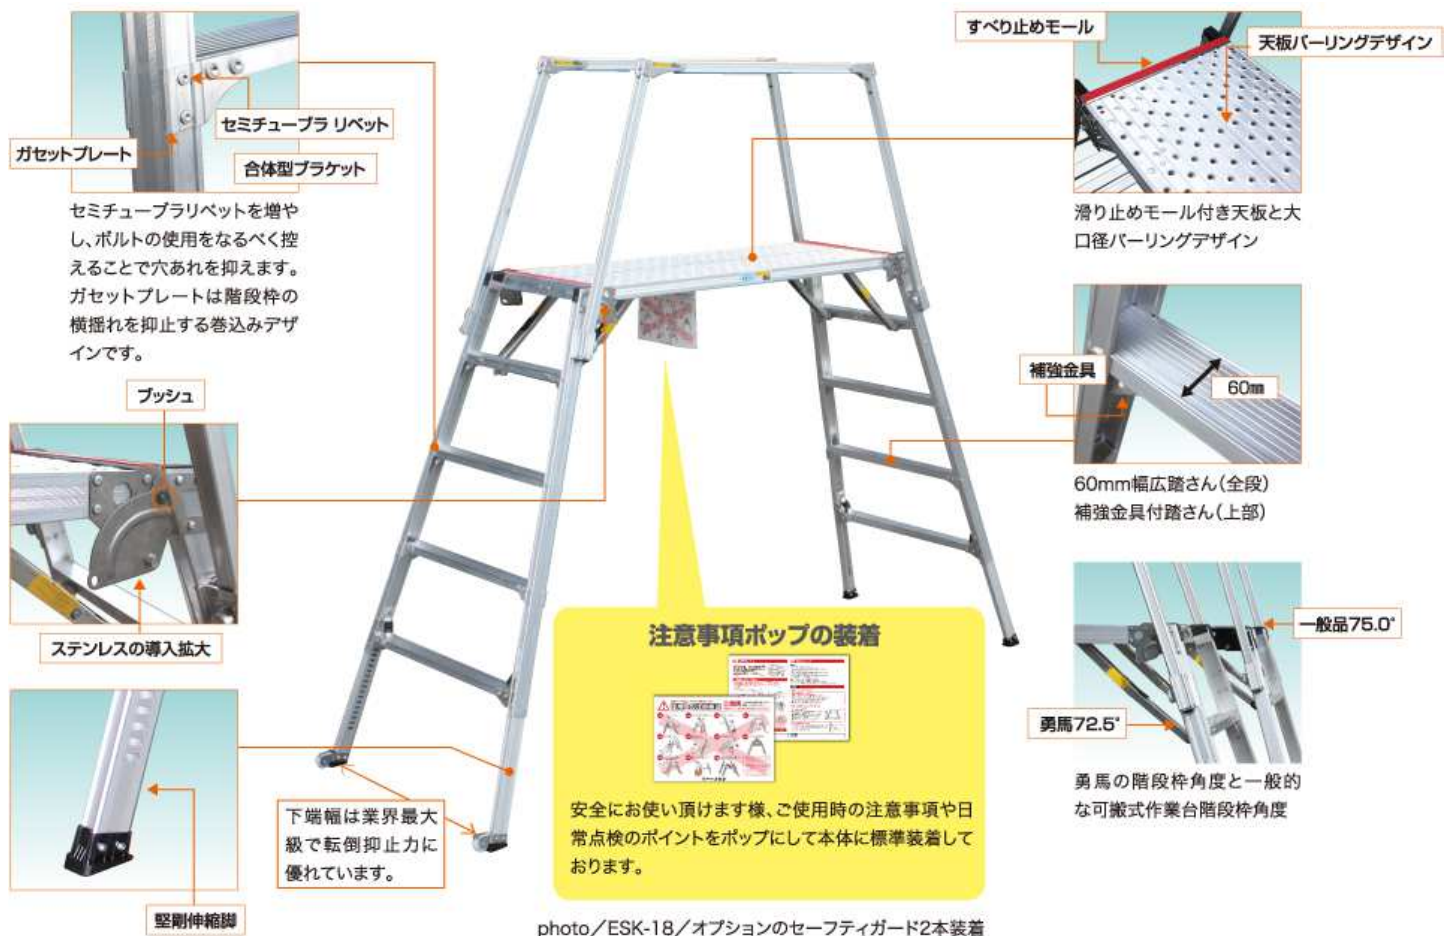 セミチューブラ リベット
ガセットプレート
合体型ブラケット
セミチューブラリベットを増や
し、ボルトの使用をなるべく控
えることで穴あれを抑えます。
ガセットプレートは階段枠の
横揺れを抑止する巻込みデザ
インです。
ブッシュ
ステンレスの導入拡大
堅剛伸縮脚
下端幅は業界最大
級で転倒抑止力に
優れています。
注意事項ポップの装着
安全にお使い頂けます様、ご使用時の注意事項や日
常点検のポイントをポップにして本体に標準装着して
おります。
photo／ESK-18／オプションのセーフティガード2本装着
すべり止めモール
天板バーリングデザイン
滑り止めモール付き天板と大
口径バーリングデザイン
補強金具
60㎜
60mm幅広踏さん（全段）
補強金具付踏さん（上部）
一般品75.0°
勇馬72.5°
勇馬の階段枠角度と一般的
な可搬式作業台階段枠角度